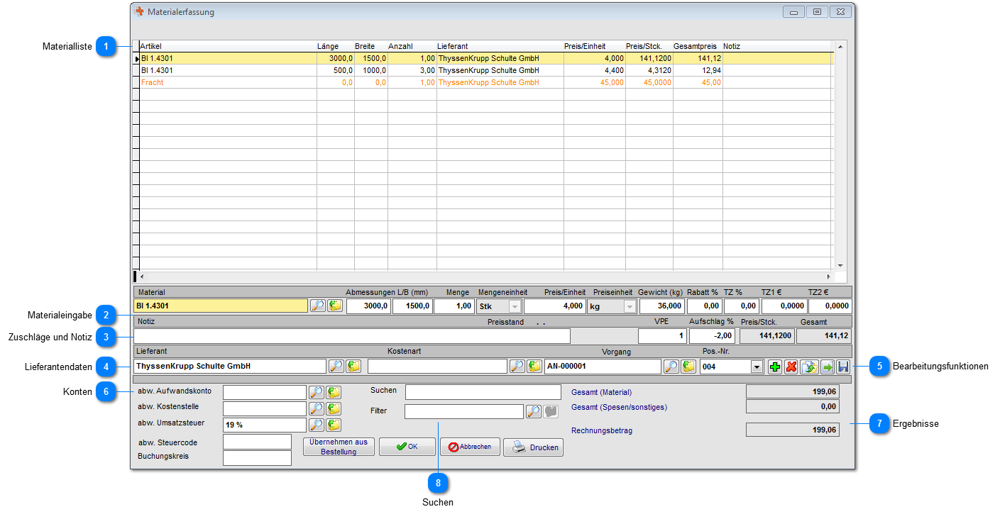 Materialerfassung
Materialliste 1
Artikel Länge Breite Anzahl Lieferant Preis/Einheit Preis/Stck. Gesamtpreis Notiz
Bl 1.4301 3000,0 1500,0 1,00 ThyssenKrupp Schulte GmbH 4,000 141,1200 141,12
Bl 1.4301 500,0 1000,0 3,00 ThyssenKrupp Schulte GmbH 4,400 4,3120 12,94
Fracht 0,0 0,0 1,00 ThyssenKrupp Schulte GmbH 45,000 45,0000 45,00
Material Abmessungen L/B (mm) Menge Mengeneinheit Preis/Einheit Preiseinheit Gewicht (kg) Rabatt % TZ % TZ1 € TZ2 €
Bl 1.4301 3000,0 1500,0 1,00 Stk 4,000 kg 36,000 0,00 0,00 0,0000 0,0000
Materialeingabe 2
Notiz Preisstand . . VPE Aufschlag % Preis/Stck. Gesamt
Zuschläge und Notiz 3
1 -2,00 141,1200 141,12
Lieferant Kostenart Vorgang Pos.-Nr.
Lieferantendaten 4
ThyssenKrupp Schulte GmbH AN-000001 004
5 Bearbeitungsfunktionen
Konten 6
abw. Aufwandskonto Suchen Gesamt (Material) 199,06
abw. Kostenstelle Filter Gesamt (Spesen/sonstiges) 0,00
abw. Umsatzsteuer 19 % Rechnungsbetrag 199,06
7 Ergebnisse
abw. Steuercode
Buchungskreis
Übernehmen aus
Bestellung
OK Abbrechen Drucken
8
Suchen